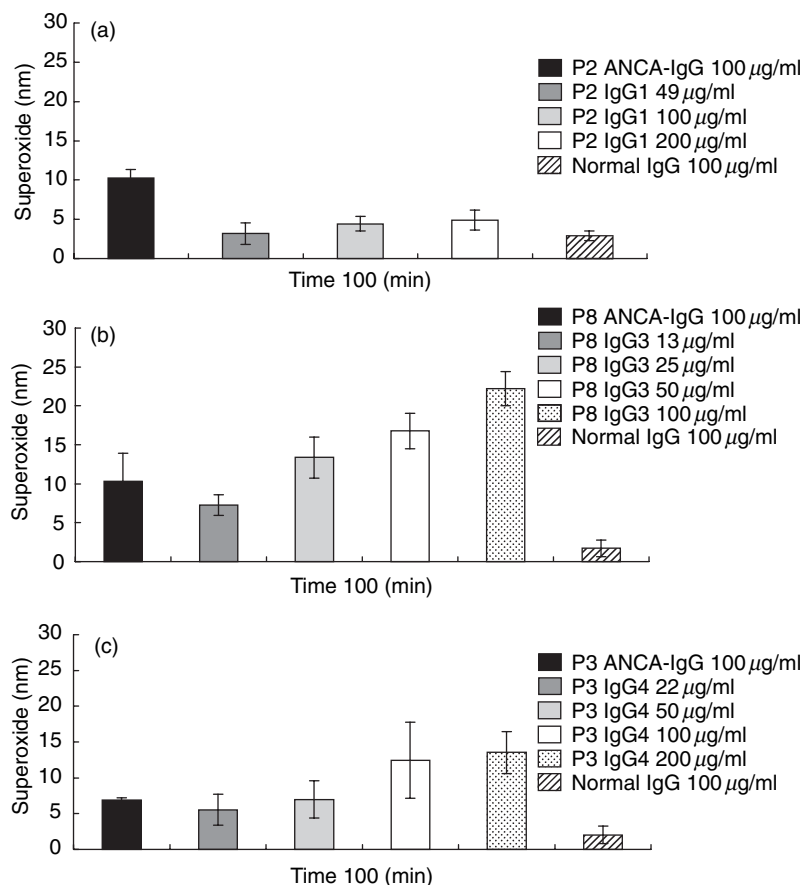 (a)
30
25
20
15
10
5
0
Superoxide (nm)
Time 100 (min)
P2 ANCA-IgG 100 µg/ml
P2 IgG1 49 µg/ml
P2 IgG1 100 µg/ml
P2 IgG1 200 µg/ml
Normal IgG 100 µg/ml
(b)
30
25
20
15
10
5
0
Superoxide (nm)
Time 100 (min)
P8 ANCA-IgG 100 µg/ml
P8 IgG3 13 µg/ml
P8 IgG3 25 µg/ml
P8 IgG3 50 µg/ml
P8 IgG3 100 µg/ml
Normal IgG 100 µg/ml
(c)
30
25
20
15
10
5
0
Superoxide (nm)
Time 100 (min)
P3 ANCA-IgG 100 µg/ml
P3 IgG4 22 µg/ml
P3 IgG4 50 µg/ml
P3 IgG4 100 µg/ml
P3 IgG4 200 µg/ml
Normal IgG 100 µg/ml